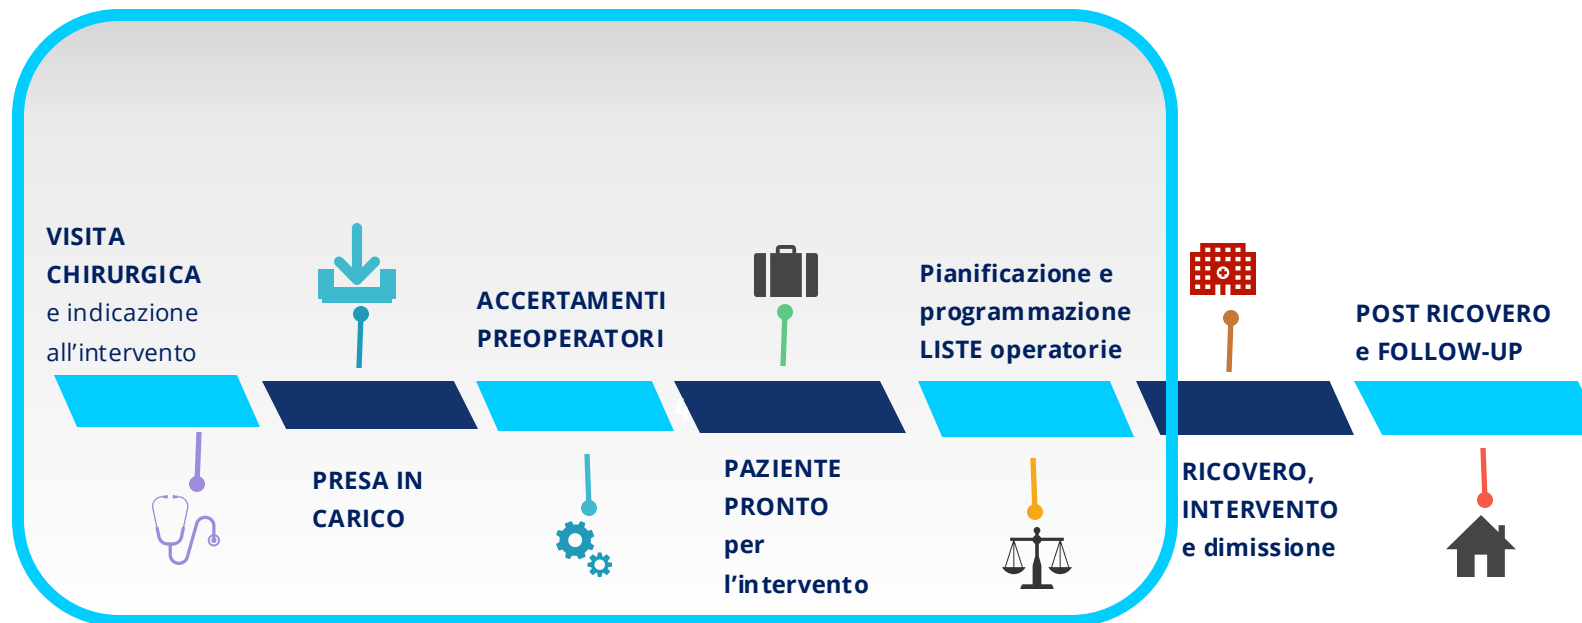 VISITA
CHIRURGICA
e indicazione
all’intervento
PRESA IN
CARICO
ACCERTAMENTI
PREOPERATORI
4
PAZIENTE
PRONTO
per
l’intervento
Pianificazione e
programmazione
LISTE operatorie
RICOVERO,
INTERVENTO
e dimissione
POST RICOVERO
e FOLLOW-UP